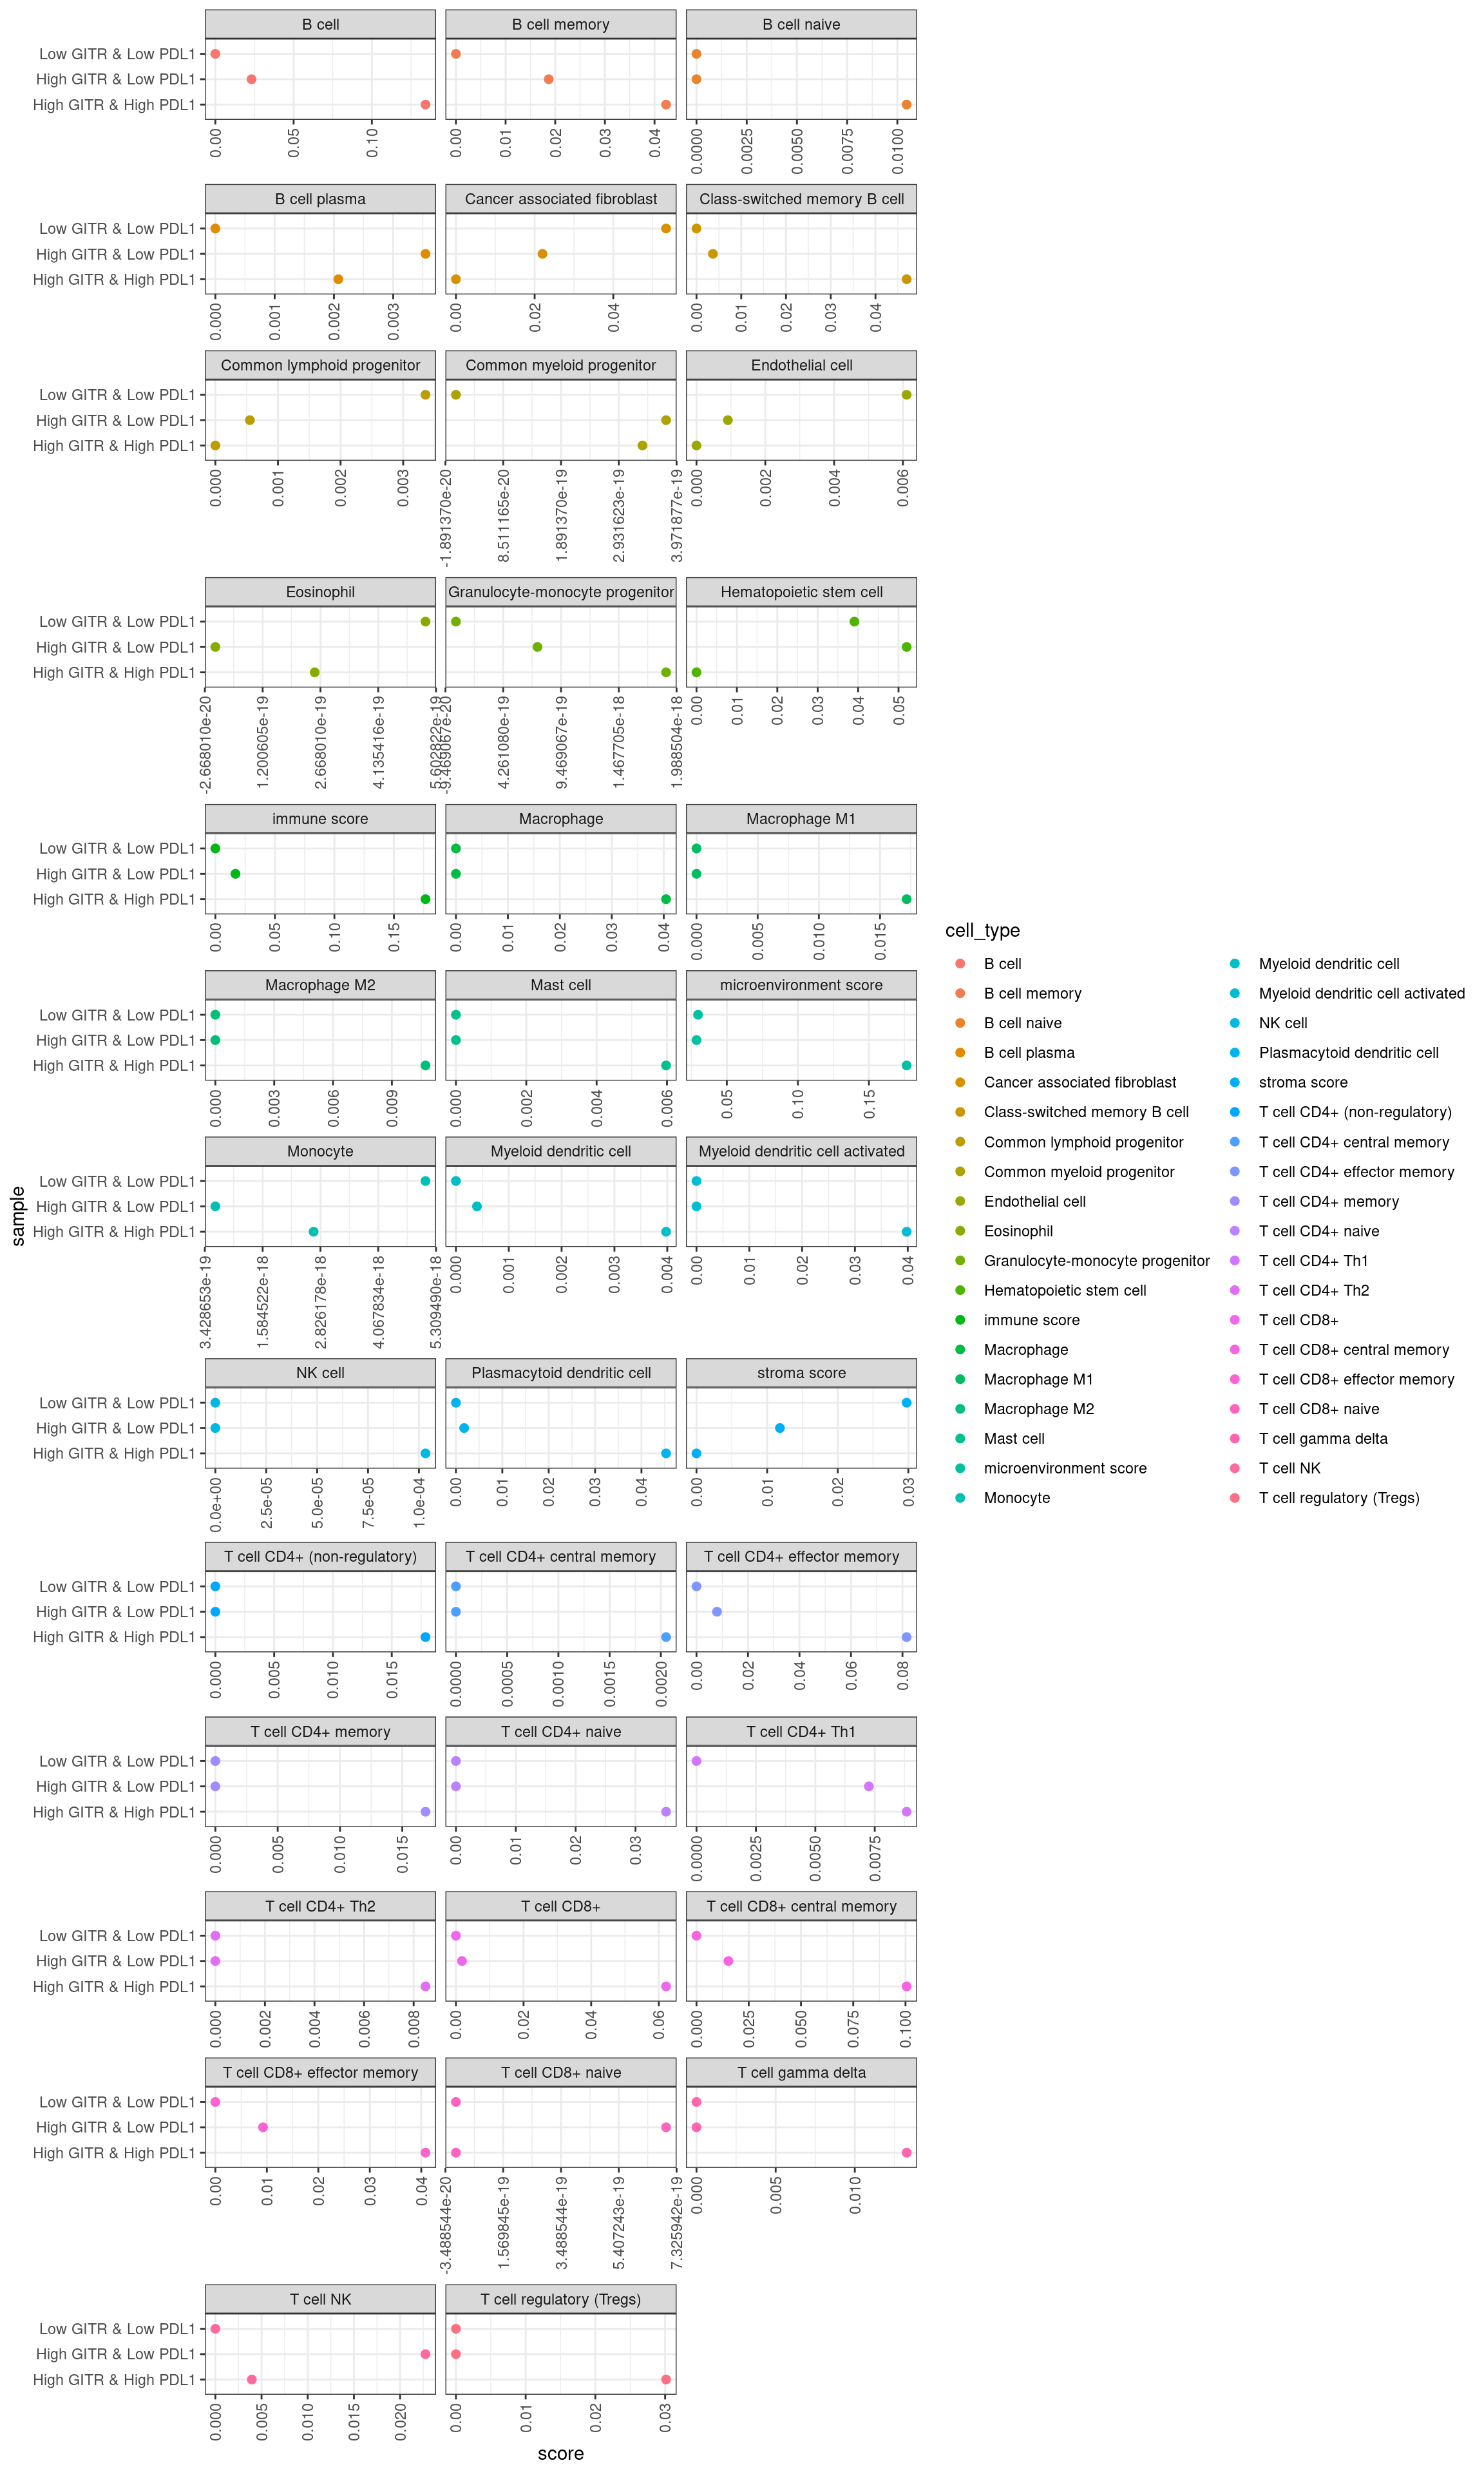 B cell
B cell memory
B cell naive
Low GITR & Low PDL1
High GITR & Low PDL1
High GITR & High PDL1
0.00 0.05 0.10
0.00 0.01 0.02 0.03 0.04
0.0000 0.0025 0.0050 0.0075 0.0100
B cell plasma
Cancer associated fibroblast
Class-switched memory B cell
Low GITR & Low PDL1
High GITR & Low PDL1
High GITR & High PDL1
0.000 0.001 0.002 0.003
0.00 0.02 0.04
0.00 0.01 0.02 0.03 0.04
Common lymphoid progenitor
Common myeloid progenitor
Endothelial cell
Low GITR & Low PDL1
High GITR & Low PDL1
High GITR & High PDL1
0.000 0.001 0.002 0.003
-1.891370e-20 8.511165e-20 1.891370e-19 2.931623e-19 3.971877e-19
0.000 0.002 0.004 0.006
Eosinophil
Granulocyte-monocyte progenitor
Hematopoietic stem cell
Low GITR & Low PDL1
High GITR & Low PDL1
High GITR & High PDL1
-2.668010e-20 1.200605e-19 2.668010e-19 4.135416e-19 5.602822e-19
-9.469067e-20 4.261080e-19 9.469067e-19 1.467705e-18 1.988504e-18
0.00 0.01 0.02 0.03 0.04 0.05
immune score
Macrophage
Macrophage M1
Low GITR & Low PDL1
High GITR & Low PDL1
High GITR & High PDL1
0.00 0.05 0.10 0.15
0.00 0.01 0.02 0.03 0.04
0.000 0.005 0.010 0.015
Macrophage M2
Mast cell
microenvironment score
Low GITR & Low PDL1
High GITR & Low PDL1
High GITR & High PDL1
0.000 0.003 0.006 0.009
0.000 0.002 0.004 0.006
0.05 0.10 0.15
Monocyte
Myeloid dendritic cell
Myeloid dendritic cell activated
Low GITR & Low PDL1
High GITR & Low PDL1
High GITR & High PDL1
3.428653e-19 1.584522e-18 2.826178e-18 4.067834e-18 5.309490e-18
0.000 0.001 0.002 0.003 0.004
0.00 0.01 0.02 0.03 0.04
NK cell
Plasmacytoid dendritic cell
stroma score
Low GITR & Low PDL1
High GITR & Low PDL1
High GITR & High PDL1
0.0e+00 2.5e-05 5.0e-05 7.5e-05 1.0e-04
0.00 0.01 0.02 0.03 0.04
0.00 0.01 0.02 0.03
T cell CD4+ (non-regulatory)
T cell CD4+ central memory
T cell CD4+ effector memory
Low GITR & Low PDL1
High GITR & Low PDL1
High GITR & High PDL1
0.000 0.005 0.010 0.015
0.0000 0.0005 0.0010 0.0015 0.0020
0.00 0.02 0.04 0.06 0.08
T cell CD4+ memory
T cell CD4+ naive
T cell CD4+ Th1
Low GITR & Low PDL1
High GITR & Low PDL1
High GITR & High PDL1
0.000 0.005 0.010 0.015
0.00 0.01 0.02 0.03
0.0000 0.0025 0.0050 0.0075
T cell CD4+ Th2
T cell CD8+
T cell CD8+ central memory
Low GITR & Low PDL1
High GITR & Low PDL1
High GITR & High PDL1
0.000 0.002 0.004 0.006 0.008
0.00 0.02 0.04 0.06
0.000 0.025 0.050 0.075 0.100
T cell CD8+ effector memory
T cell CD8+ naive
T cell gamma delta
Low GITR & Low PDL1
High GITR & Low PDL1
High GITR & High PDL1
0.00 0.01 0.02 0.03 0.04
-3.488544e-20 1.569845e-19 3.488544e-19 5.407243e-19 7.325942e-19
0.000 0.005 0.010
T cell NK
T cell regulatory (Tregs)
Low GITR & Low PDL1
High GITR & Low PDL1
High GITR & High PDL1
0.000 0.005 0.010 0.015 0.020
0.00 0.01 0.02 0.03
score
sample
cell_type
B cell
B cell memory
B cell naive
B cell plasma
Cancer associated fibroblast
Class-switched memory B cell
Common lymphoid progenitor
Common myeloid progenitor
Endothelial cell
Eosinophil
Granulocyte-monocyte progenitor
Hematopoietic stem cell
immune score
Macrophage
Macrophage M1
Macrophage M2
Mast cell
microenvironment score
Monocyte
Myeloid dendritic cell
Myeloid dendritic cell activated
NK cell
Plasmacytoid dendritic cell
stroma score
T cell CD4+ (non-regulatory)
T cell CD4+ central memory
T cell CD4+ effector memory
T cell CD4+ memory
T cell CD4+ naive
T cell CD4+ Th1
T cell CD4+ Th2
T cell CD8+
T cell CD8+ central memory
T cell CD8+ effector memory
T cell CD8+ naive
T cell gamma delta
T cell NK
T cell regulatory (Tregs)